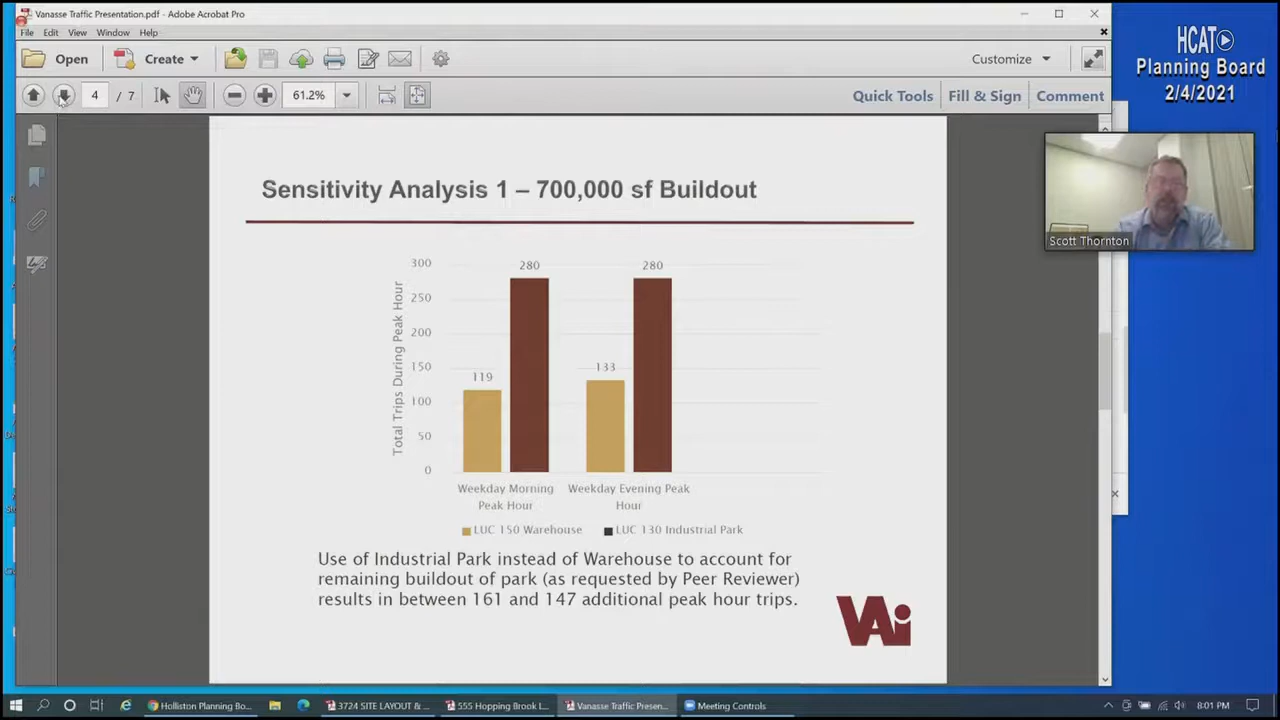 Vanasse Traffic Presentation.pdf - Adobe Acrobat Pro
File Edit View Window Help
Open Create Customize
4 / 7 61.2% Quick Tools Fill & Sign Comment
HCAT
Planning Board
2/4/2021
Scott Thornton
Sensitivity Analysis 1 – 700,000 sf Buildout
Total Trips During Peak Hour
300
250
200
150
100
50
0
280
280
119
133
Weekday Morning Peak Hour
Weekday Evening Peak Hour
LUC 150 Warehouse LUC 130 Industrial Park
Use of Industrial Park instead of Warehouse to account for
remaining buildout of park (as requested by Peer Reviewer)
results in between 161 and 147 additional peak hour trips.
VAi
Holliston Planning Bo... 3724 SITE LAYOUT & ... 555 Hopping Brook L... Vanasse Traffic Presen... Meeting Controls 8:01 PM